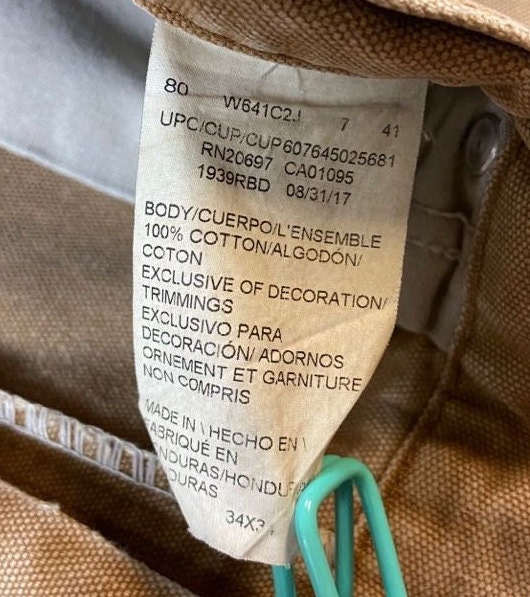 80 W641C2J 7 41
UPC/CUP/CUP607645025681
RN20697 CA01095
1939RBD 08/31/17
BODY/CUERPO/L'ENSEMBLE
100% COTTON/ALGODÓN/
COTON
EXCLUSIVE OF DECORATION/
TRIMMINGS
EXCLUSIVO PARA
DECORACIÓN/ ADORNOS
ORNEMENT ET GARNITURE
NON COMPRIS
MADE IN \ HECHO EN \
FABRIQUÉ EN